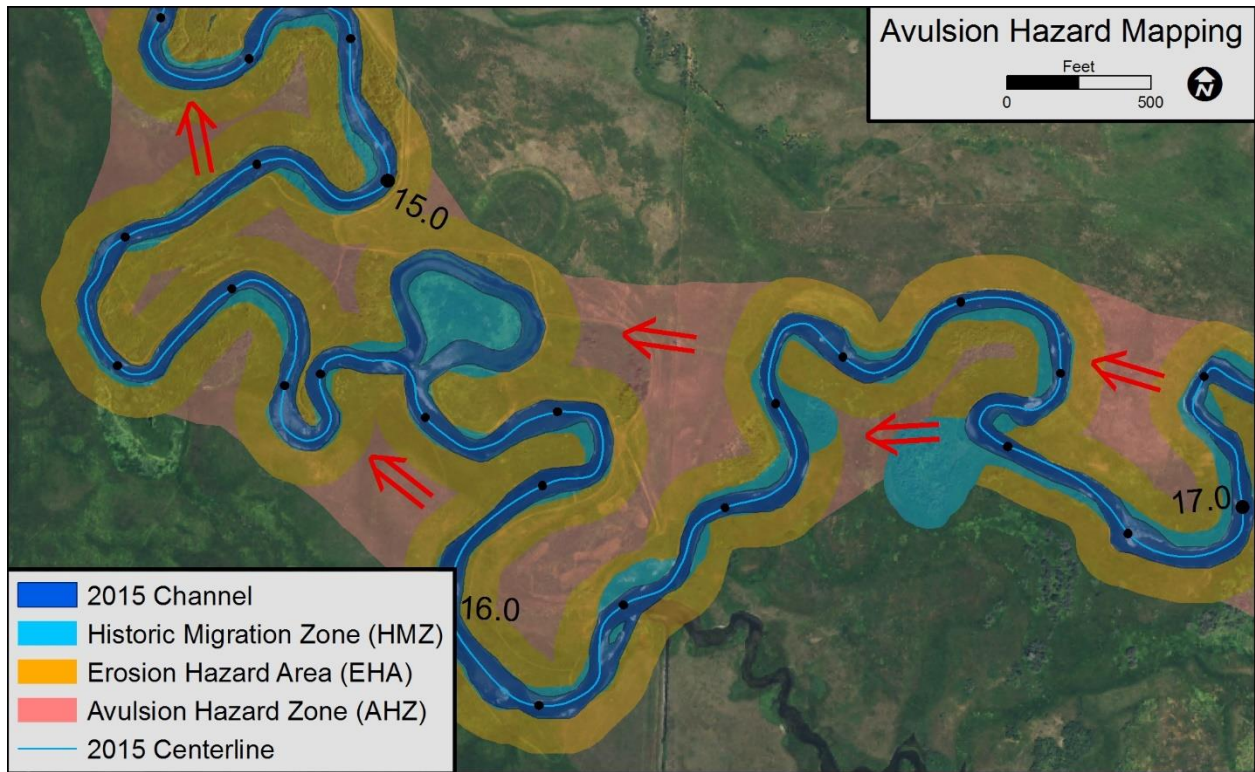 Avulsion Hazard Mapping
Feet
0 500
N
15.0
17.0
16.0
2015 Channel
Historic Migration Zone (HMZ)
Erosion Hazard Area (EHA)
Avulsion Hazard Zone (AHZ)
2015 Centerline